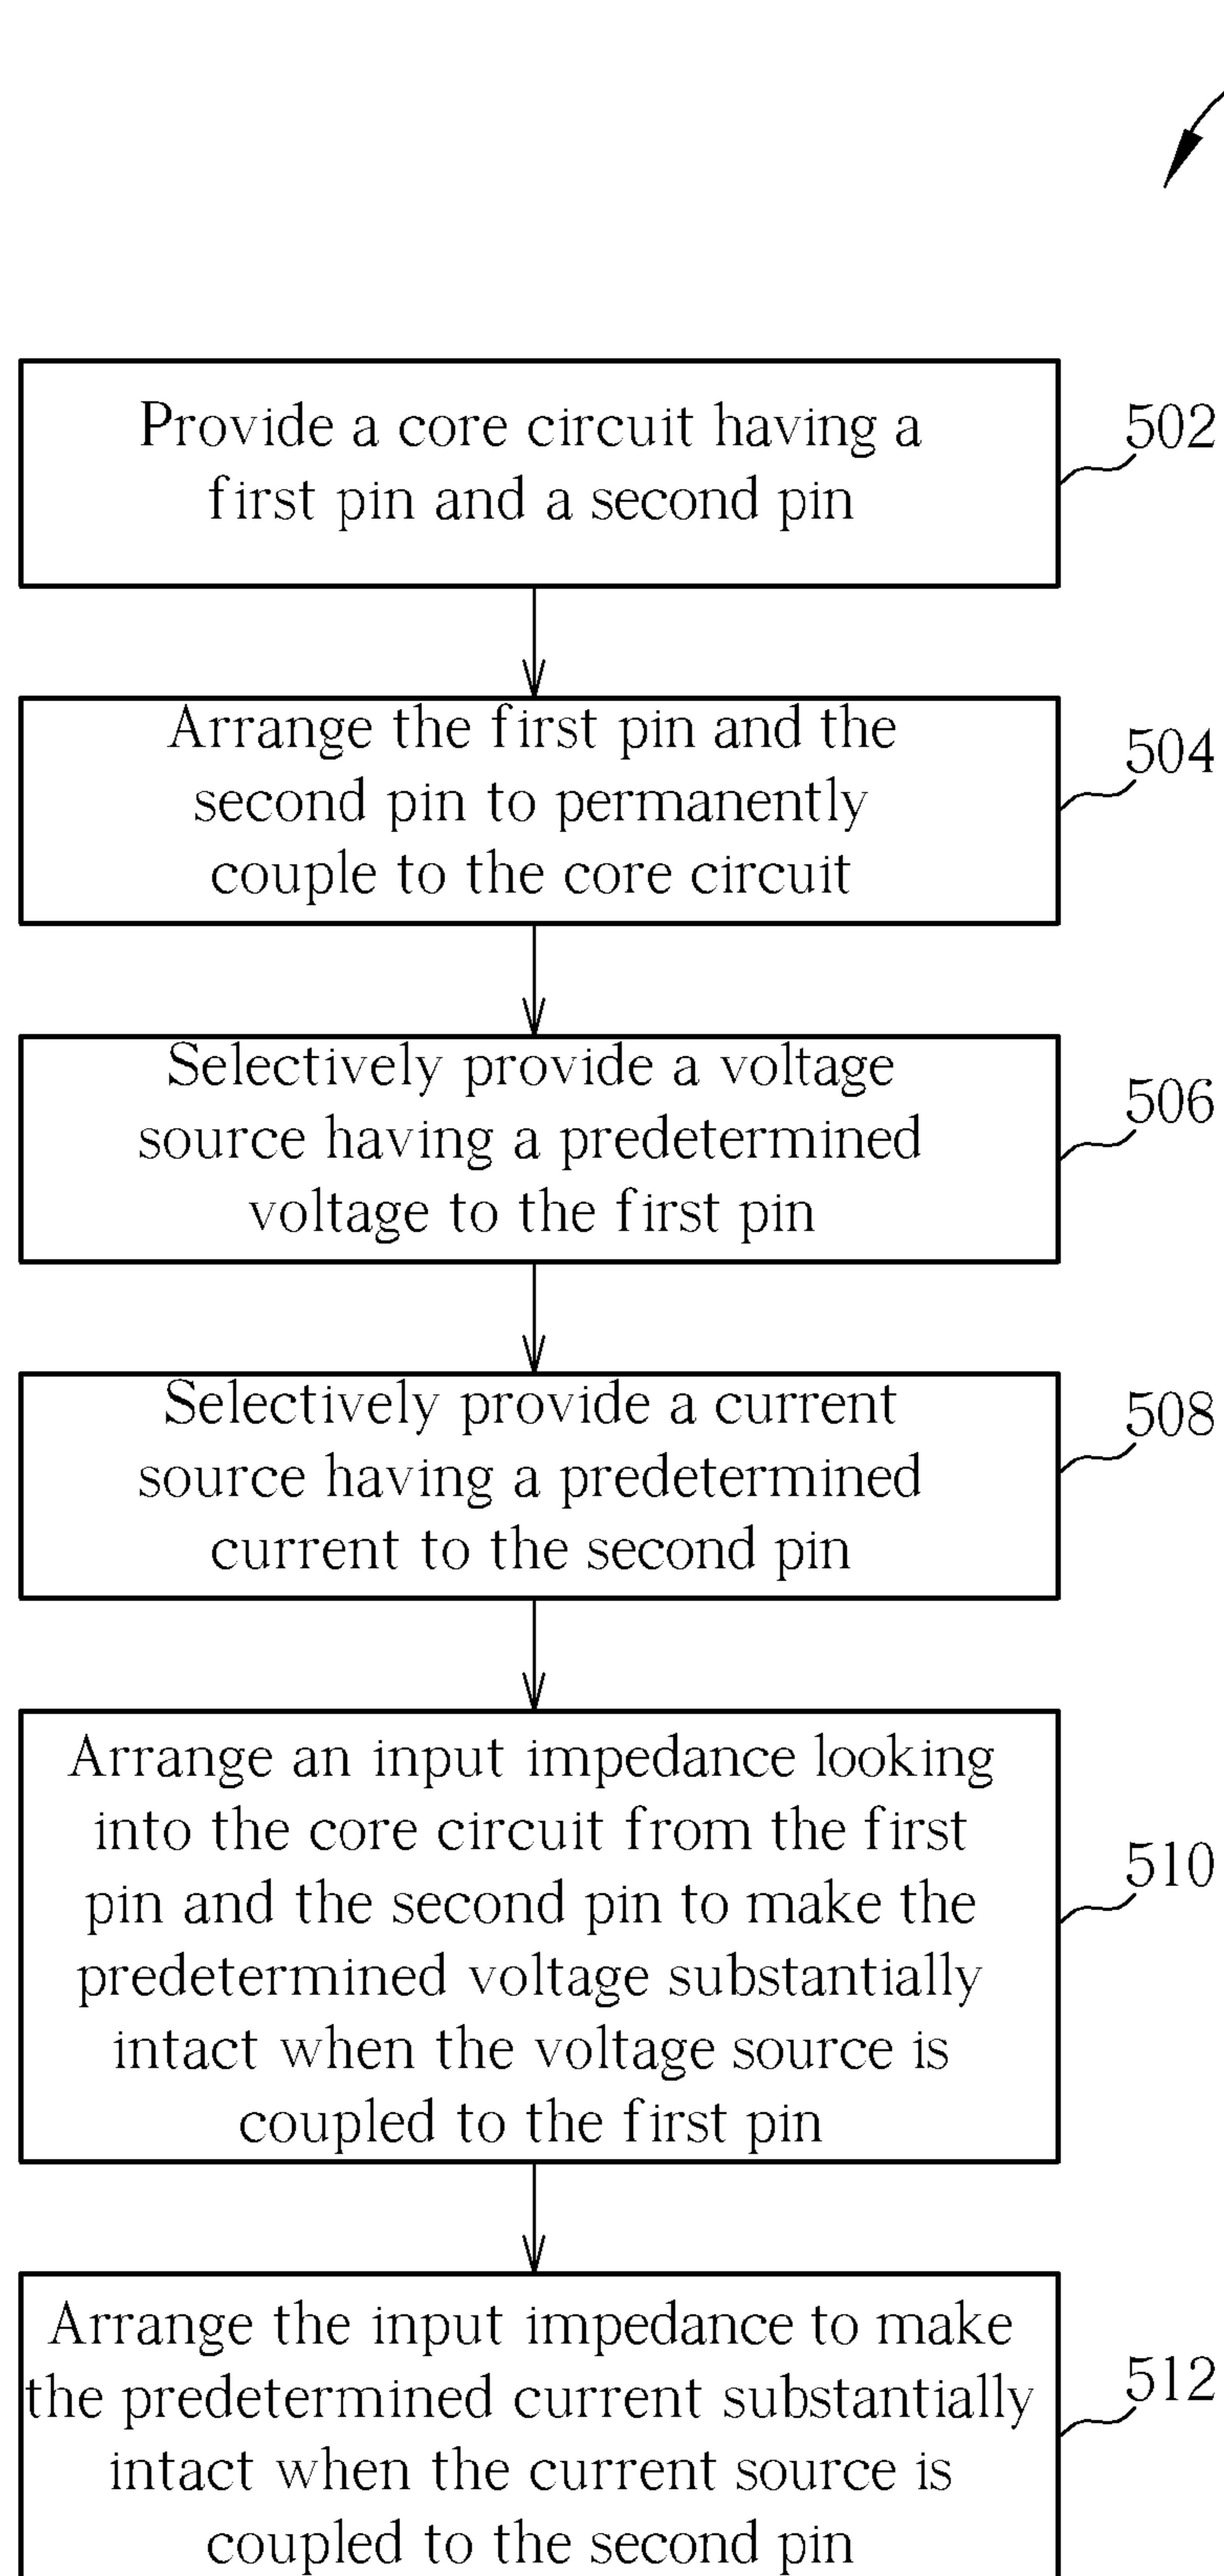 Provide a core circuit having a
first pin and a second pin
502
Arrange the first pin and the
second pin to permanently
couple to the core circuit
504
Selectively provide a voltage
source having a predetermined
voltage to the first pin
506
Selectively provide a current
source having a predetermined
current to the second pin
508
Arrange an input impedance looking
into the core circuit from the first
pin and the second pin to make the
predetermined voltage substantially
intact when the voltage source is
coupled to the first pin
510
Arrange the input impedance to make
the predetermined current substantially
intact when the current source is
coupled to the second pin
512